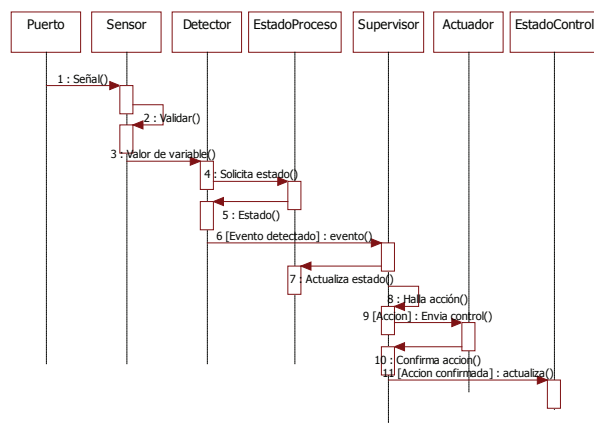 Puerto
Sensor
Detector
EstadoProceso
Supervisor
Actuador
EstadoControl
1 : Señal()
2 : Validar()
3 : Valor de variable()
4 : Solicita estado()
5 : Estado()
6 [Evento detectado] : evento()
7 : Actualiza estado()
8 : Halla acción()
9 [Accion] : Envia control()
10 : Confirma accion()
11 [Accion confirmada] : actualiza()